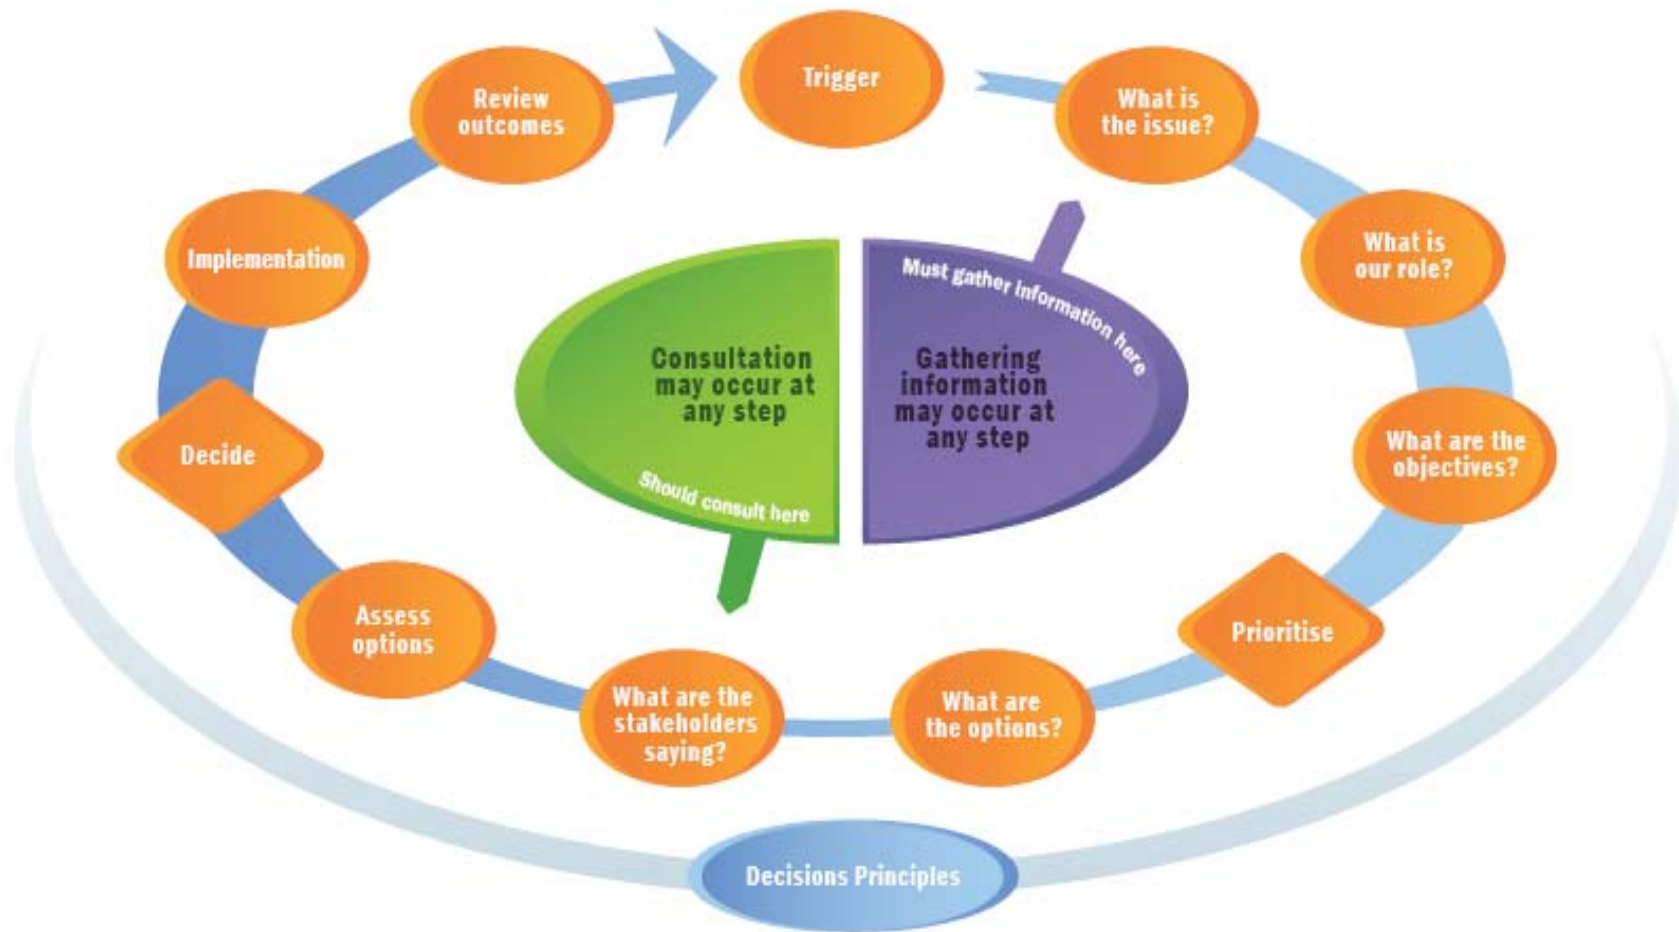 Trigger
What is
the issue?
What is
our role?
What are the
objectives?
Prioritise
What are
the options?
What are the
stakeholders
saying?
Assess
options
Decide
Implementation
Review
outcomes
Consultation
may occur at
any step
Should consult here
Must gather information here
Gathering
information
may occur at
any step
Decisions Principles